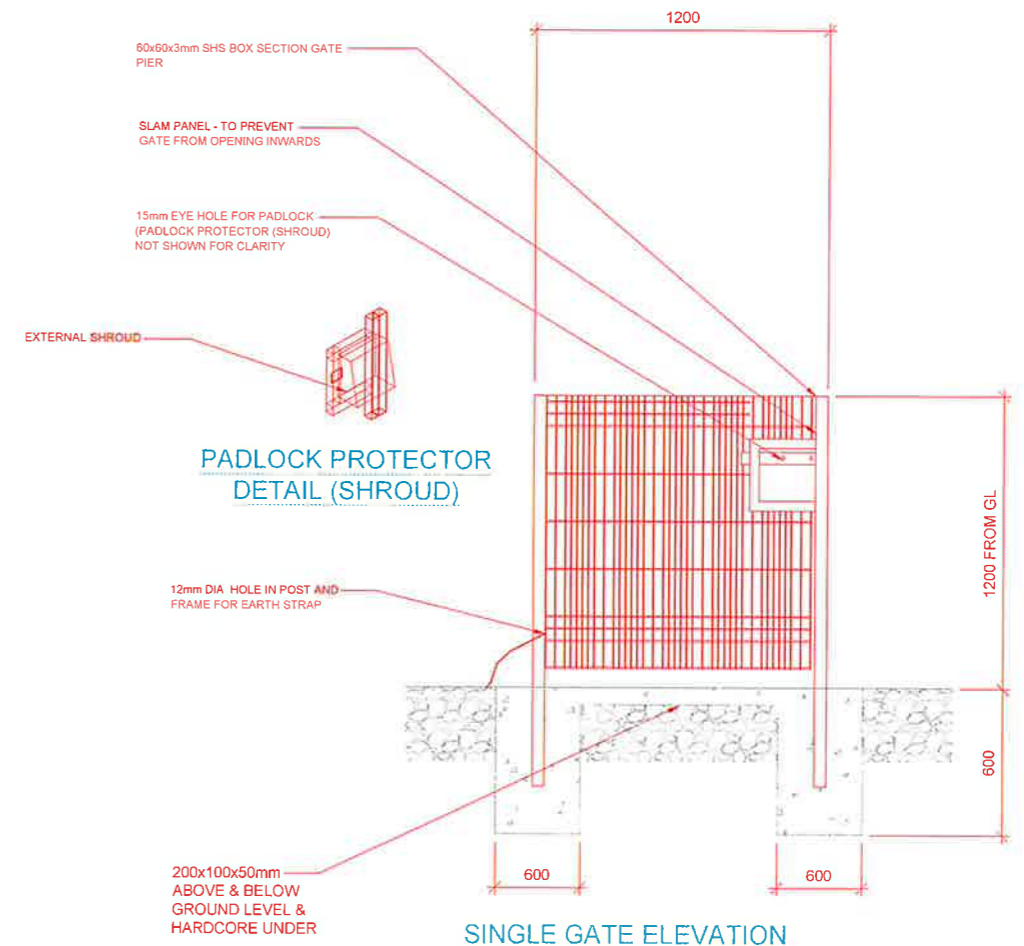 1200
60x60x3mm SHS BOX SECTION GATE
PIER
SLAM PANEL - TO PREVENT
GATE FROM OPENING INWARDS
15mm EYE HOLE FOR PADLOCK
(PADLOCK PROTECTOR (SHROUD)
NOT SHOWN FOR CLARITY
EXTERNAL SHROUD
PADLOCK PROTECTOR
DETAIL (SHROUD)
1200 FROM GL
12mm DIA HOLE IN POST AND
FRAME FOR EARTH STRAP
600
200x100x50mm
ABOVE & BELOW
GROUND LEVEL &
HARDCORE UNDER
600
600
SINGLE GATE ELEVATION